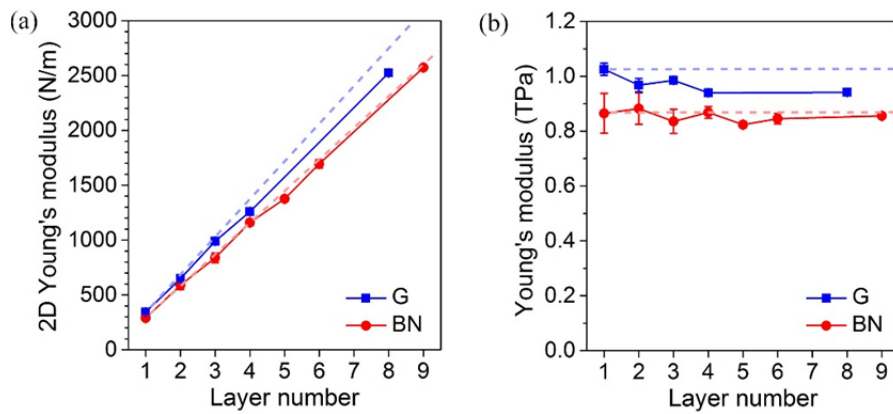 (a)
2D Young's modulus (N/m)
3000
2500
2000
1500
1000
500
0
1 2 3 4 5 6 7 8 9
Layer number
G
BN
(b)
Young's modulus (TPa)
1.2
1.0
0.8
0.6
0.4
0.2
0.0
1 2 3 4 5 6 7 8 9
Layer number
G
BN